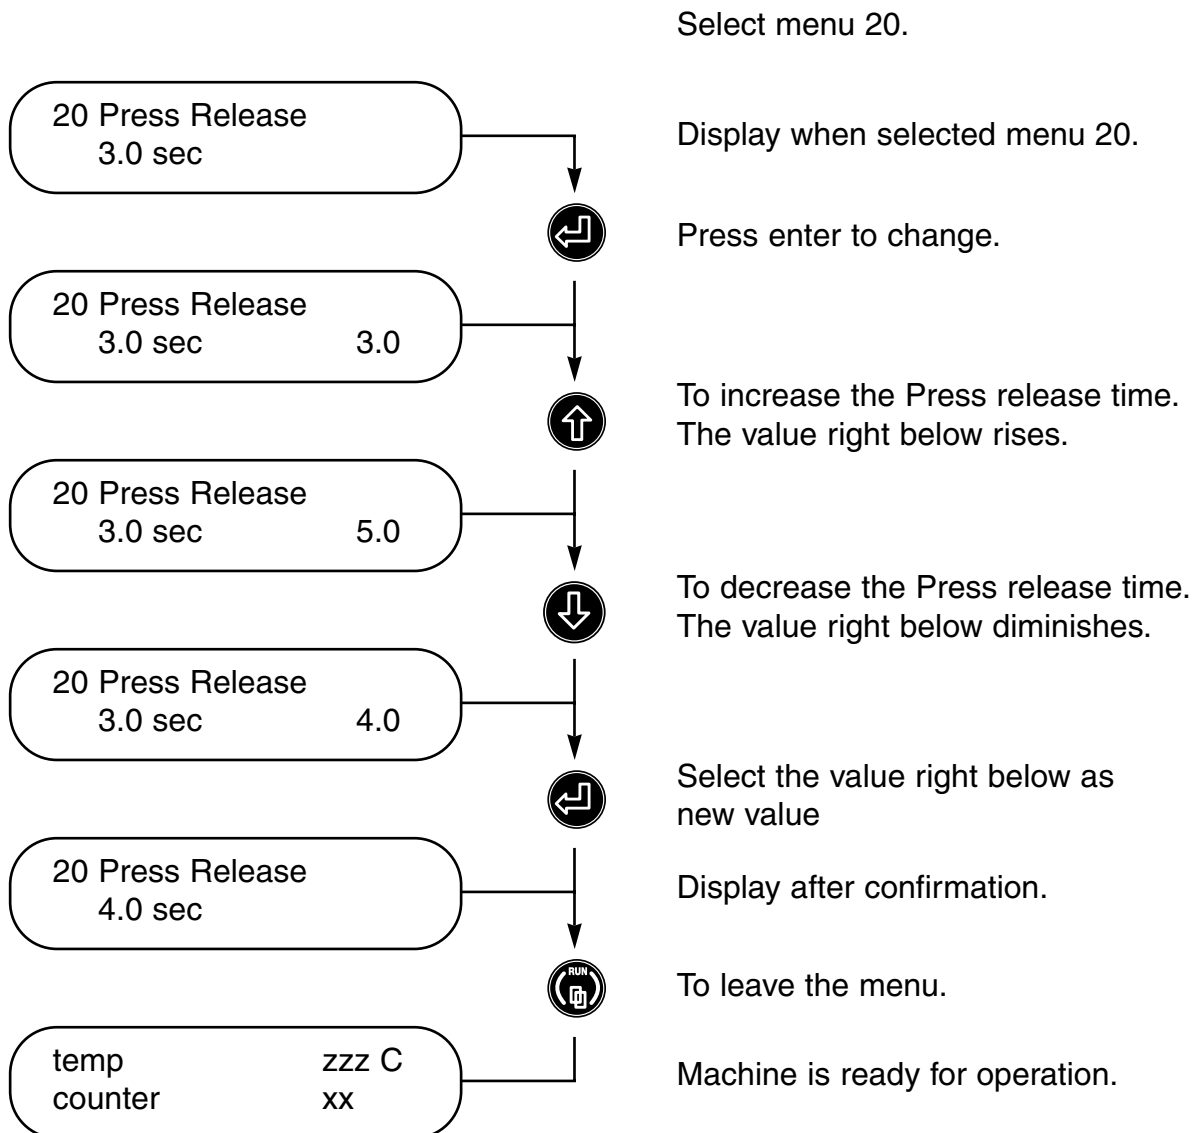 Select menu 20.
20 Press Release
3.0 sec
Display when selected menu 20.
Press enter to change.
20 Press Release
3.0 sec 3.0
To increase the Press release time.
The value right below rises.
20 Press Release
3.0 sec 5.0
To decrease the Press release time.
The value right below diminishes.
20 Press Release
3.0 sec 4.0
Select the value right below as
new value
20 Press Release
4.0 sec
Display after confirmation.
RUN
To leave the menu.
temp zzz C
counter xx
Machine is ready for operation.